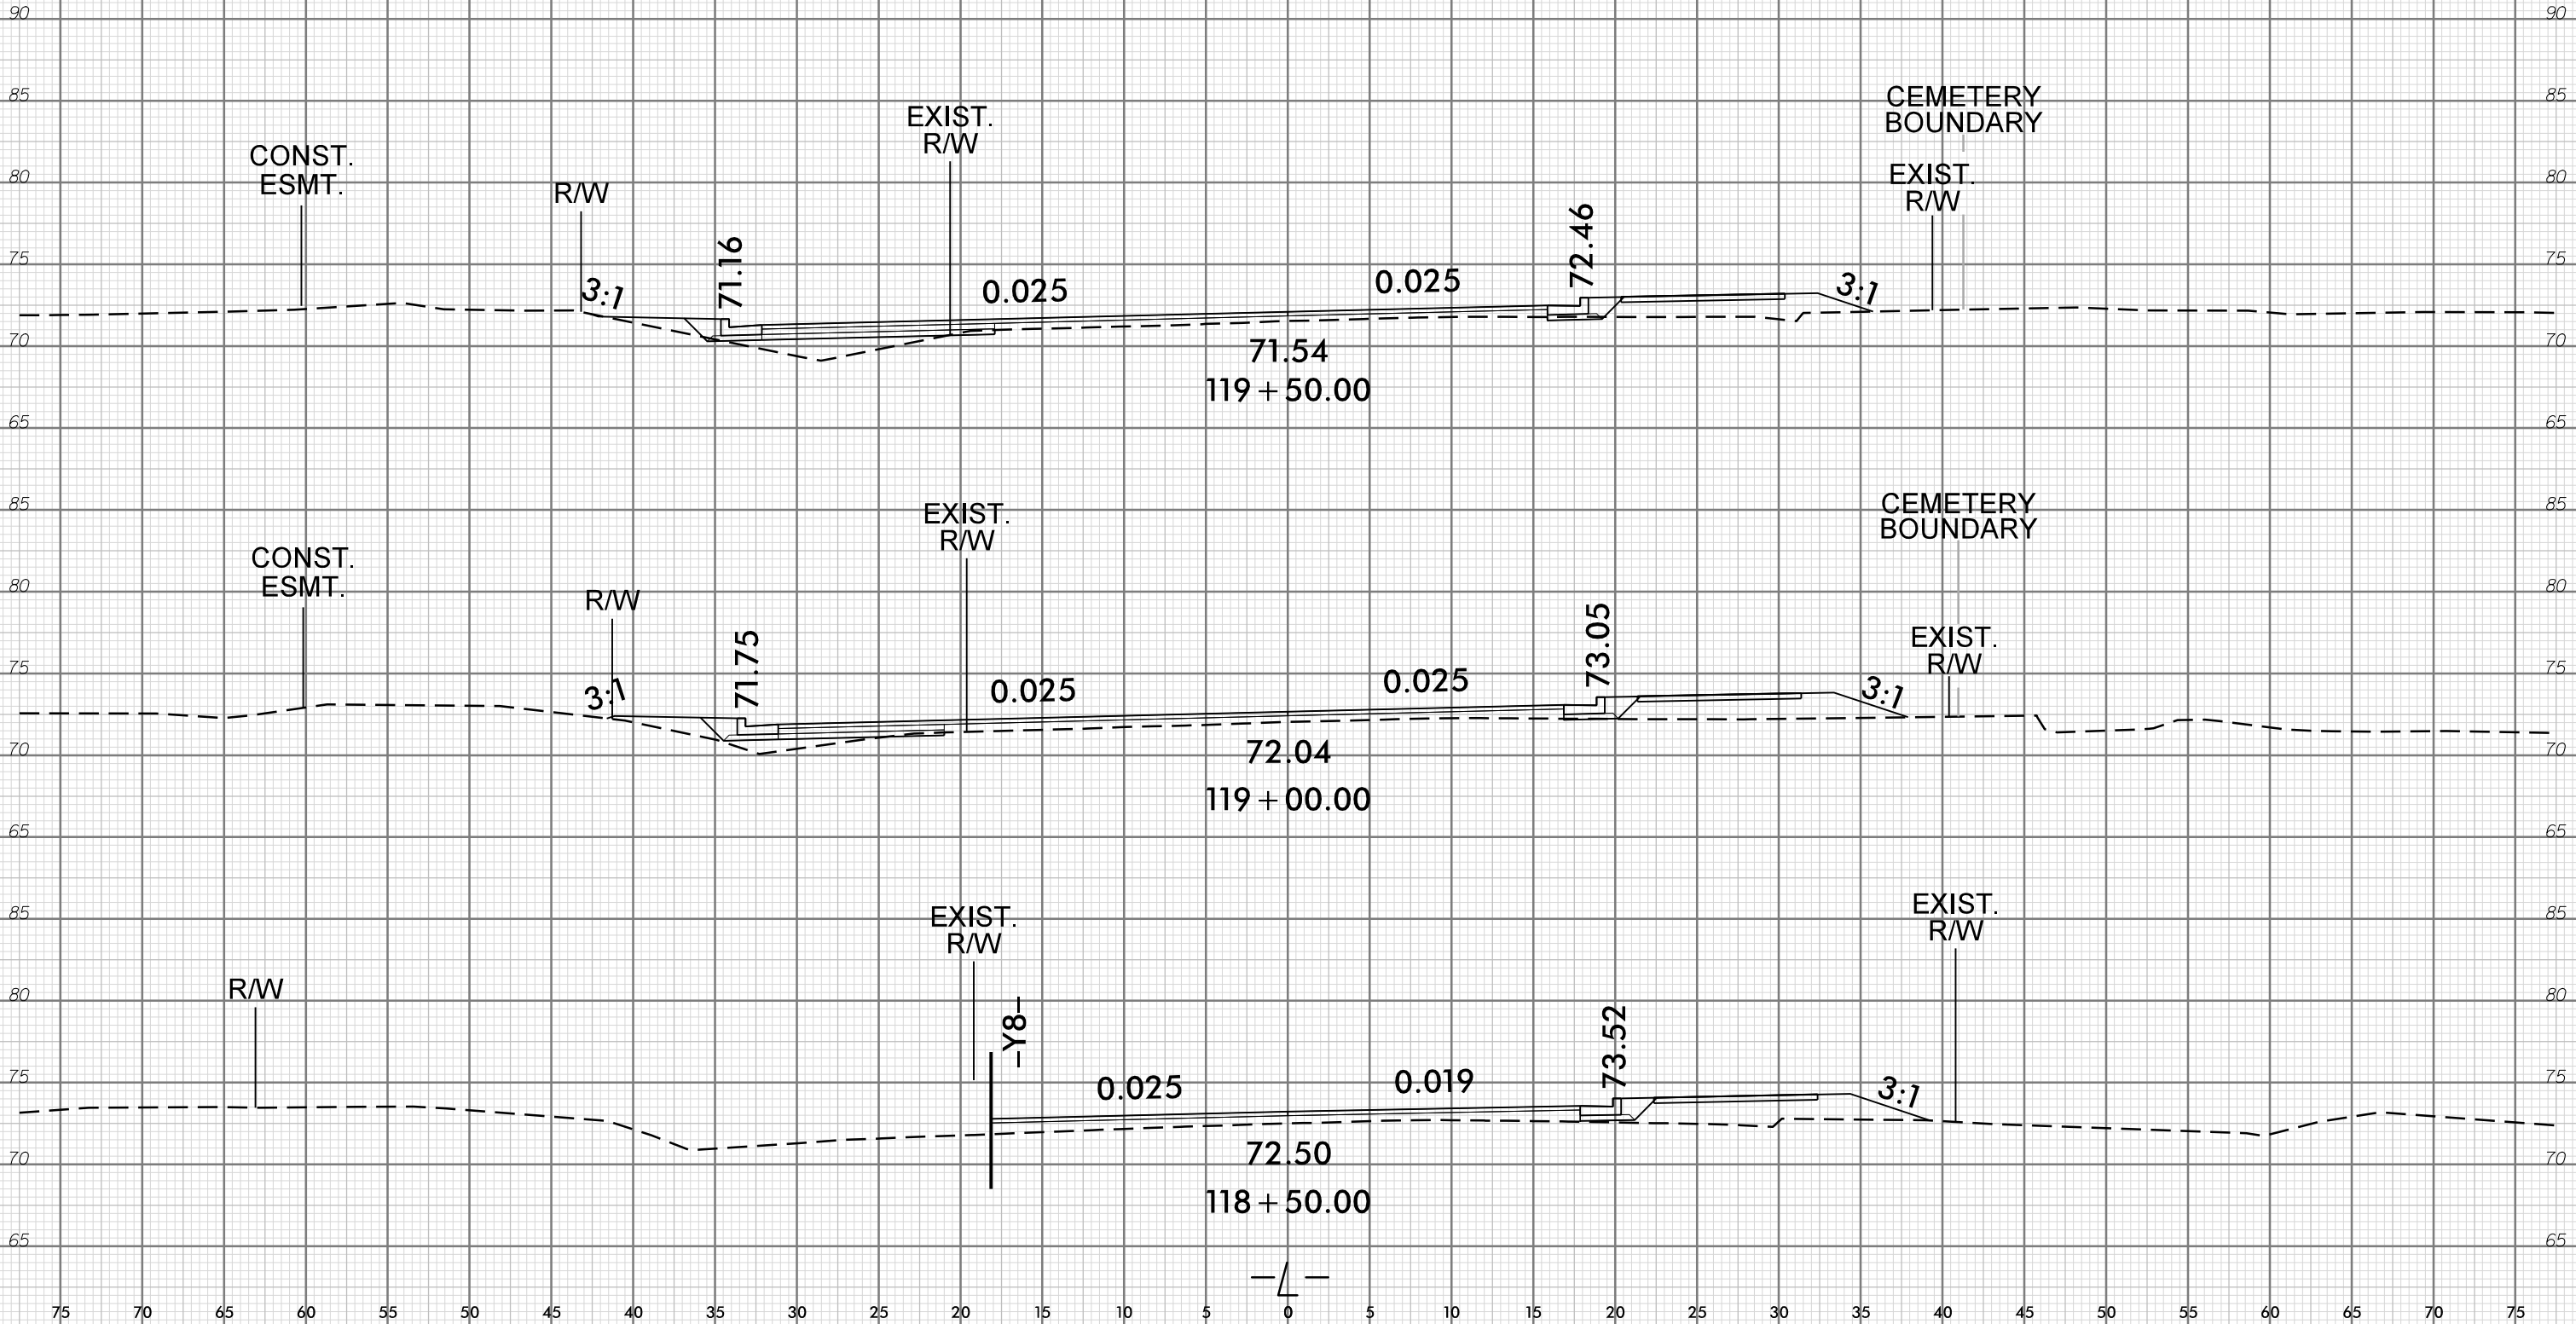 90 90
85 85
CEMETERY
BOUNDARY
EXIST.
R/W
CONST.
ESMT.
80 80
R/W
EXIST.
R/W
75 75
3:1
71.16
0.025
0.025
72.46
3:1
70 70
71.54
119+50.00
65 65
85 85
CEMETERY
BOUNDARY
EXIST.
R/W
CONST.
ESMT.
80 80
R/W
EXIST.
R/W
75 75
3:1
71.75
0.025
0.025
73.05
3:1
70 70
72.04
119+00.00
65 65
85 85
EXIST.
R/W
EXIST.
R/W
R/W
80 80
-Y8-
73.52
75 75
0.025
0.019
3:1
70 70
72.50
118+50.00
65 65
-L-
75 70 65 60 55 50 45 40 35 30 25 20 15 10 5 0 5 10 15 20 25 30 35 40 45 50 55 60 65 70 75